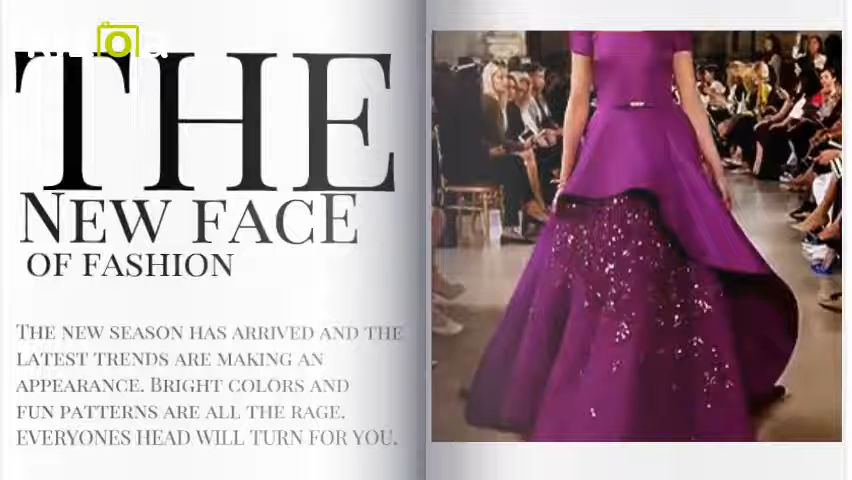 THE
NEW FACE
OF FASHION
THE NEW SEASON HAS ARRIVED AND THE
LATEST TRENDS ARE MAKING AN
APPEARANCE. BRIGHT COLORS AND
FUN PATTERNS ARE ALL THE RAGE.
EVERYONES HEAD WILL TURN FOR YOU.